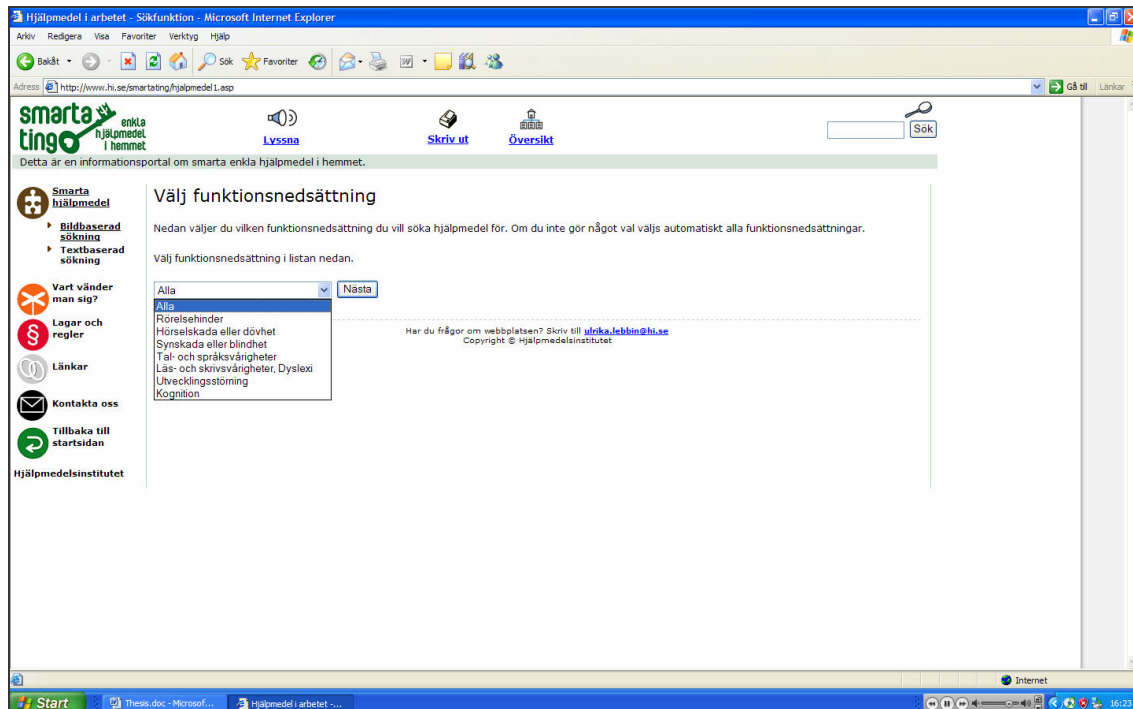 Hjälpmedel i arbetet - Sökfunktion - Microsoft Internet Explorer
Arkiv Redigera Visa Favoriter Verktyg Hjälp
Bakåt Sök Favoriter
Adress http://www.hi.se/smartating/hjalpmedel1.asp Gå till Länkar
smarta ting enkla hjälpmedel i hemmet
Lyssna Skriv ut Översikt Sök
Detta är en informationsportal om smarta enkla hjälpmedel i hemmet.
Smarta
hjälpmedel
Bildbaserad
sökning
Textbaserad
sökning
Vart vänder
man sig?
Lagar och
regler
Länkar
Kontakta oss
Tillbaka till
startsidan
Hjälpmedelsinstitutet
Välj funktionsnedsättning
Nedan väljer du vilken funktionsnedsättning du vill söka hjälpmedel för. Om du inte gör något val väljs automatiskt alla funktionsnedsättningar.
Välj funktionsnedsättning i listan nedan.
Alla Nästa
Alla
Rörelsehinder
Hörselskada eller dövhet
Synskada eller blindhet
Tal- och språksvårigheter
Läs- och skrivsvårigheter, Dyslexi
Utvecklingsstörning
Kognition
Har du frågor om webbplatsen? Skriv till ulrika.lebbin@hi.se
Copyright © Hjälpmedelsinstitutet
Internet
Start Thesis.doc - Microsof... Hjälpmedel i arbetet -... 16:23